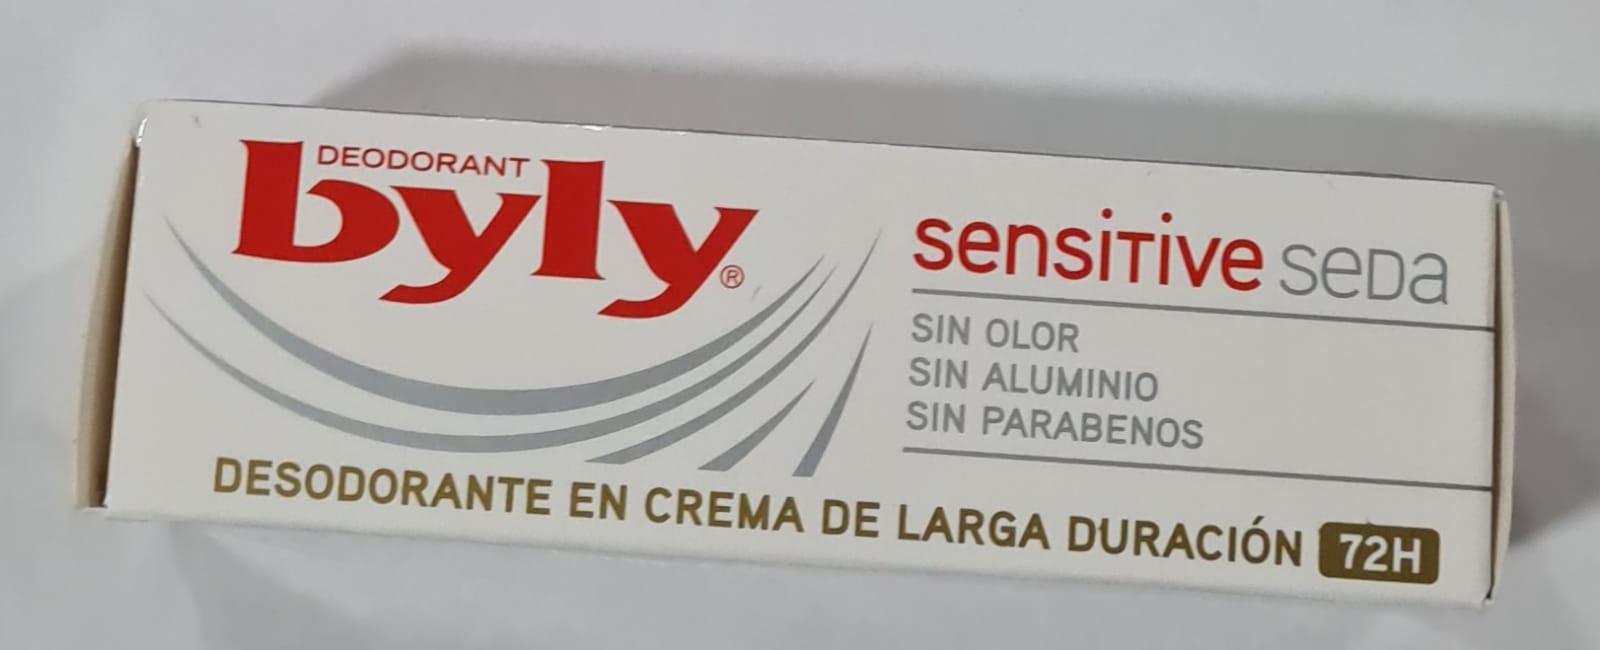 DEODORANT
byly®
sensitive seda
SIN OLOR
SIN ALUMINIO
SIN PARABENOS
DESODORANTE EN CREMA DE LARGA DURACIÓN 72H